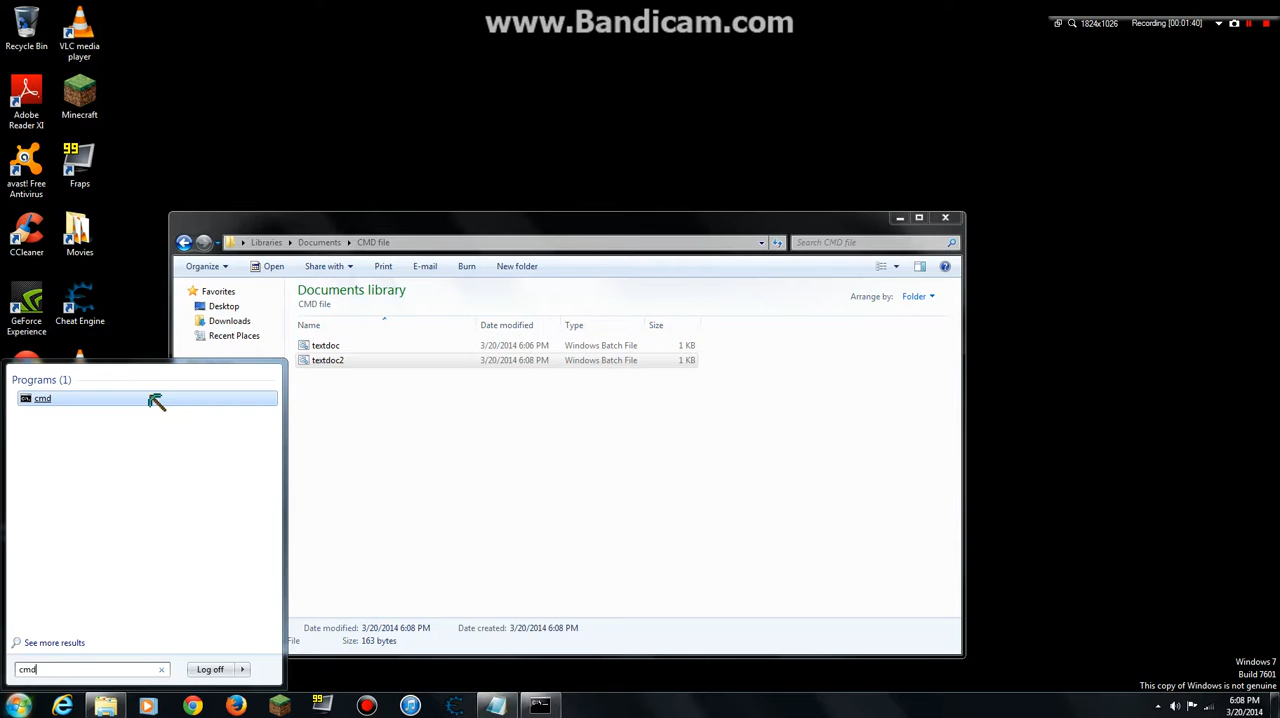 www.Bandicam.com
1824x1026
Recording [00:01:40]
Recycle Bin
VLC media
player
Adobe
Reader XI
Minecraft
99
avast! Free
Antivirus
Fraps
CCleaner
Movies
GeForce
Experience
Cheat Engine
Libraries
Documents
CMD file
Search CMD file
Organize
Open
Share with
Print
E-mail
Burn
New folder
Favorites
Desktop
Downloads
Recent Places
Documents library
CMD file
Arrange by:
Folder
Name
Date modified
Type
Size
textdoc
3/20/2014 6:06 PM
Windows Batch File
1 KB
textdoc2
3/20/2014 6:08 PM
Windows Batch File
1 KB
Programs (1)
cmd
See more results
cmd
Log off
Date modified: 3/20/2014 6:08 PM
Date created: 3/20/2014 6:08 PM
File
Size: 163 bytes
Windows 7
Build 7601
This copy of Windows is not genuine
99
6:08 PM
3/20/2014